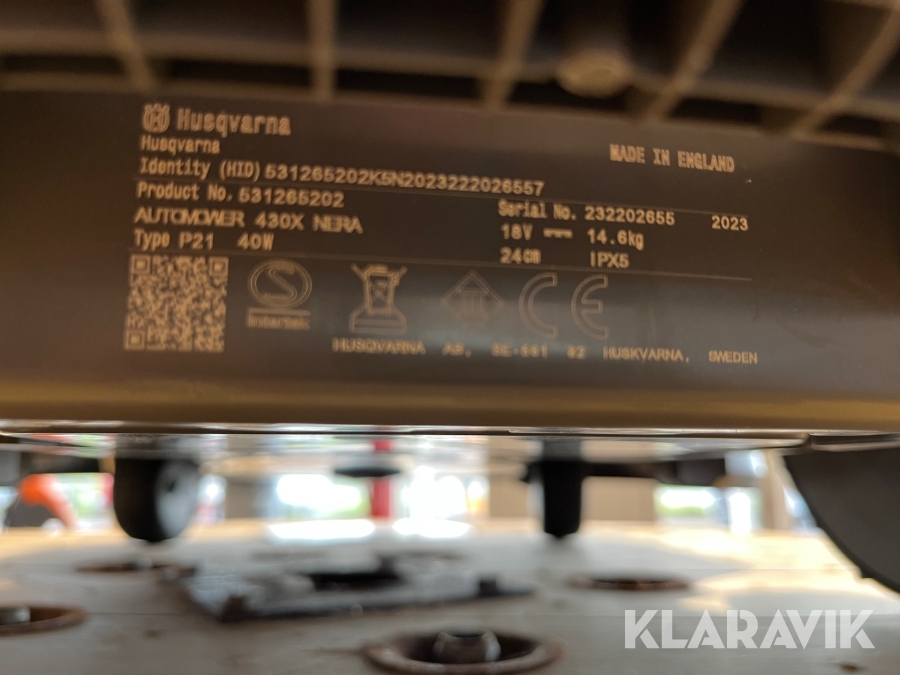 Husqvarna
Husqvarna
MADE IN ENGLAND
Identity (HID) 531265202K5N2023222026557
Product No. 531265202
Serial No. 232202655 2023
AUTOMOWER 430X NERA
18V 14.6kg
Type P21 40W
24cm IPX5
Intertek
CE
HUSQVARNA AB, SE-561 82 HUSKVARNA, SWEDEN
KLARAVIK